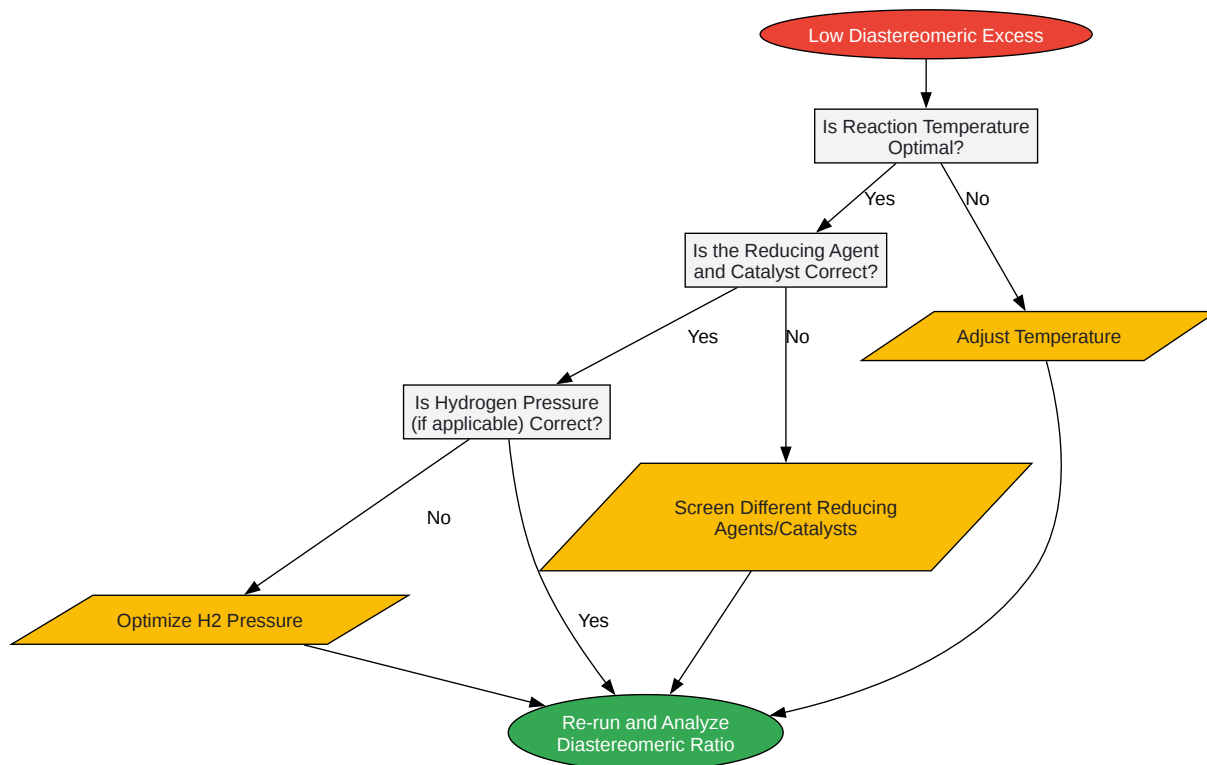 Low Diastereomeric Excess
Is Reaction Temperature
Optimal?
Yes
No
Is the Reducing Agent
and Catalyst Correct?
Adjust Temperature
Yes
No
Is Hydrogen Pressure
(if applicable) Correct?
Screen Different Reducing
Agents/Catalysts
No
Optimize H2 Pressure
Yes
Re-run and Analyze
Diastereomeric Ratio